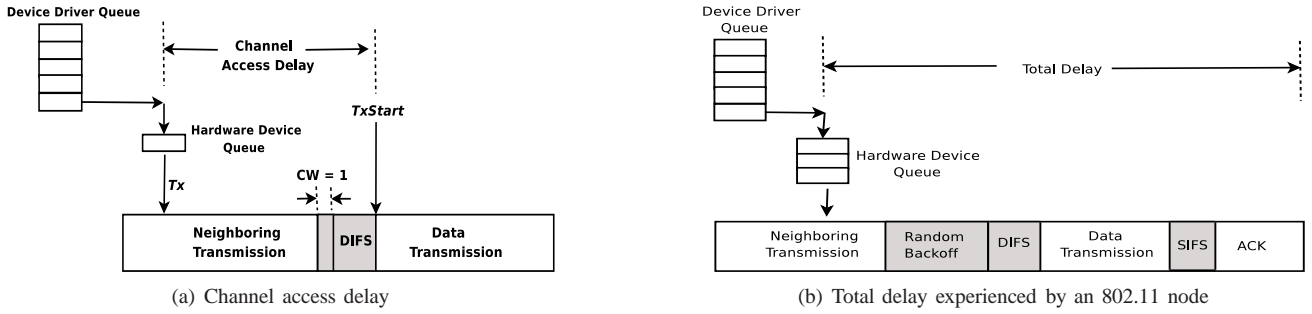 Device Driver Queue
Channel
Access Delay
TxStart
Hardware Device
Queue
CW = 1
Tx
Neighboring
Transmission
DIFS
Data
Transmission
(a) Channel access delay
Device Driver
Queue
Total Delay
Hardware Device
Queue
Neighboring
Transmission
Random
Backoff
DIFS
Data
Transmission
SIFS
ACK
(b) Total delay experienced by an 802.11 node